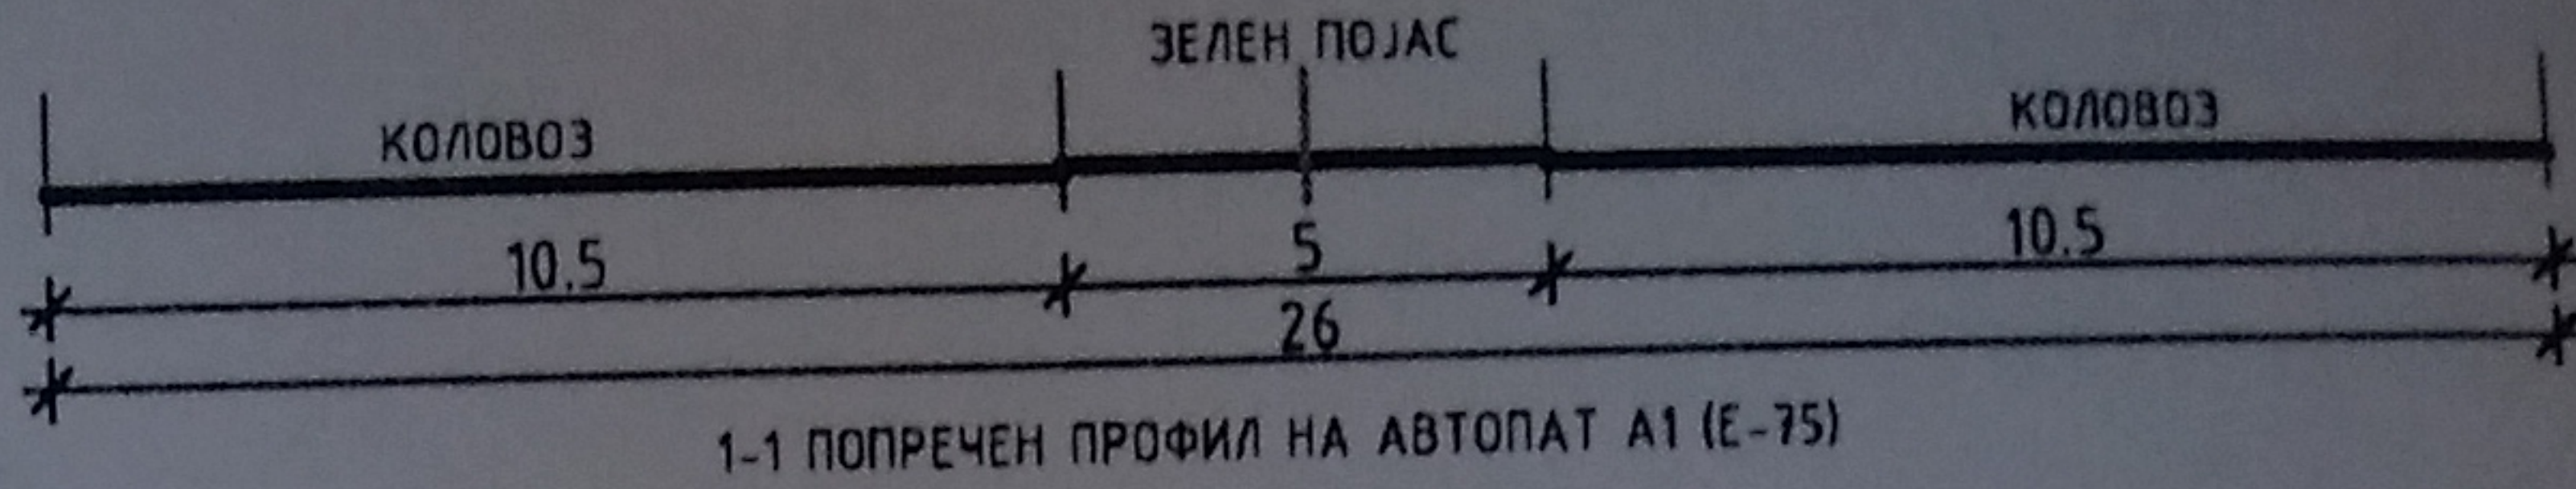 ЗЕЛЕН ПОЈАС
КОЛОВОЗ
КОЛОВОЗ
10.5
5
10.5
26
1-1 ПОПРЕЧЕН ПРОФИЛ НА АВТОПАТ А1 (Е-75)